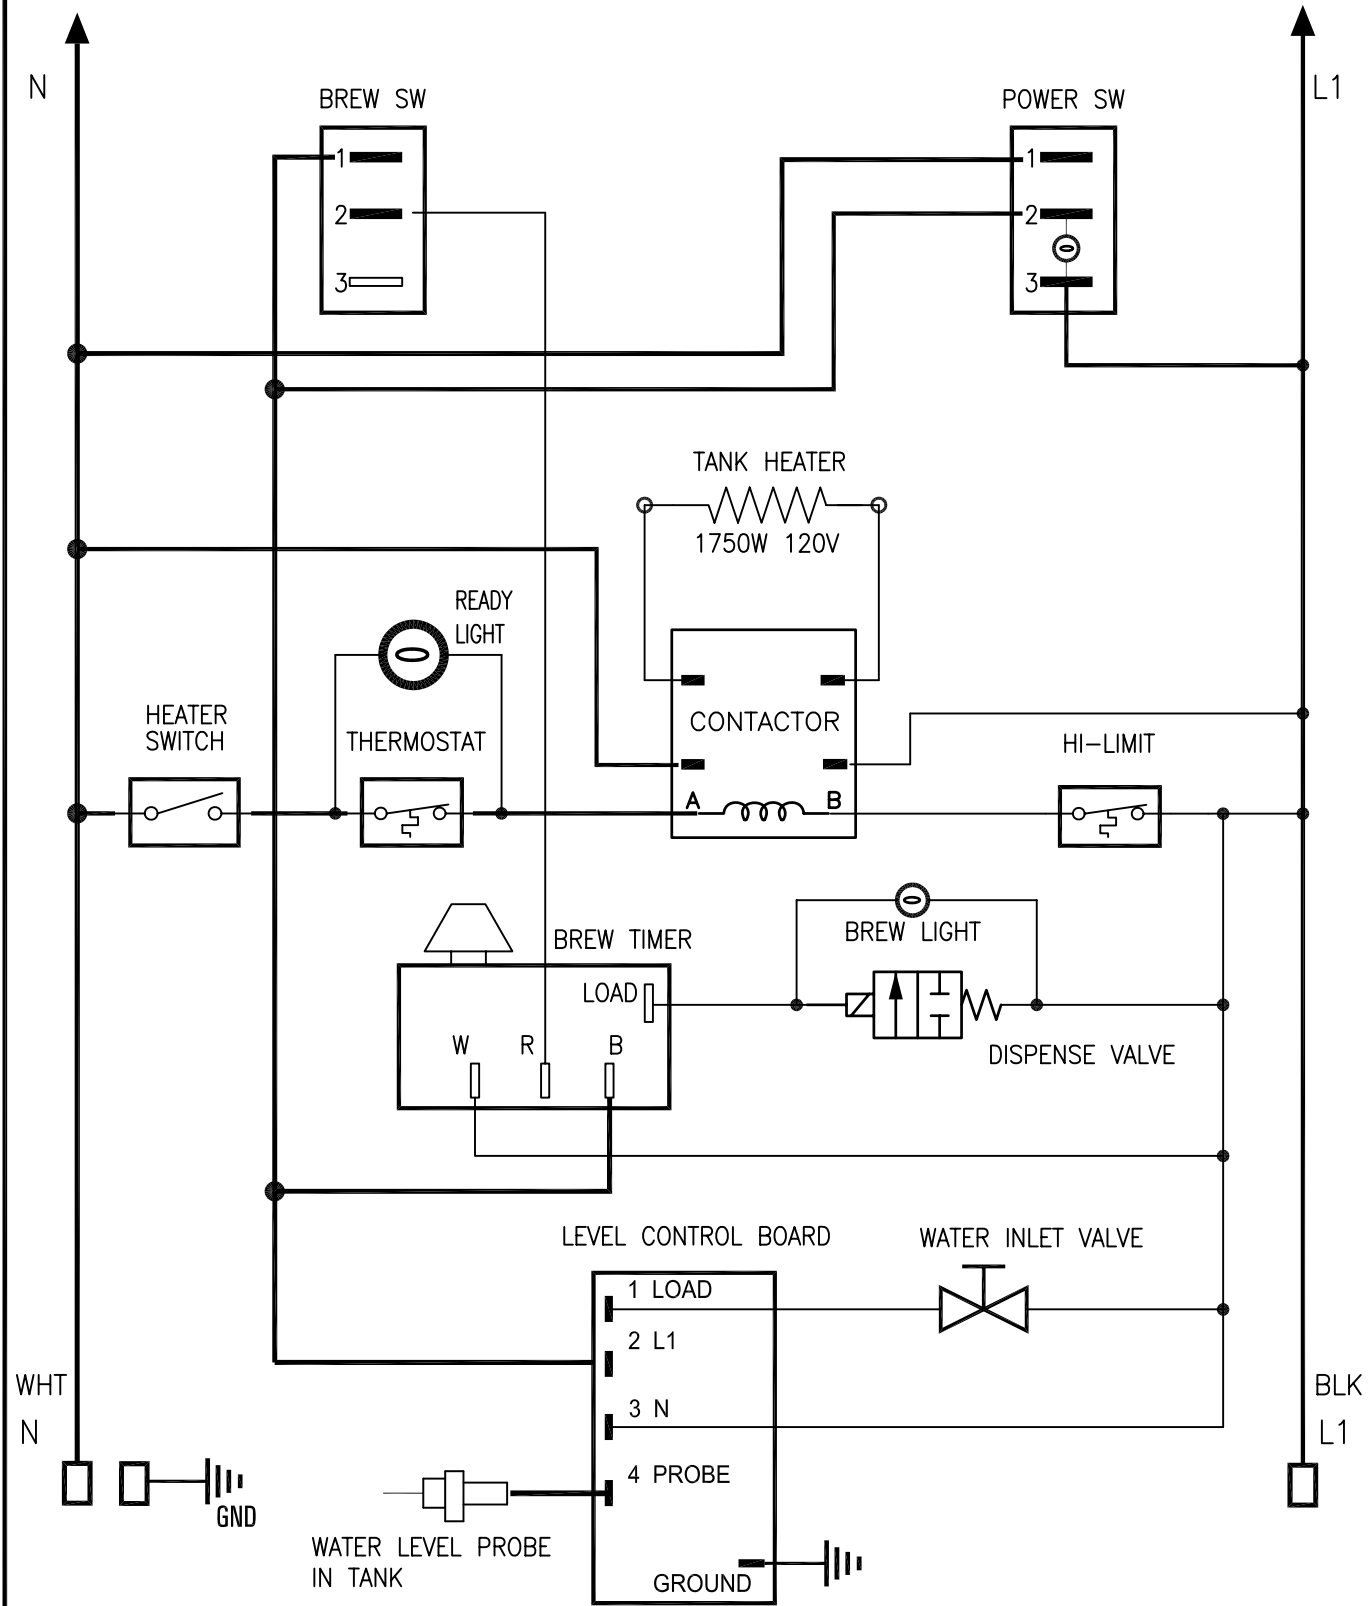 N
L1
BREW SW
POWER SW
1
2
3
1
2
3
TANK HEATER
1750W 120V
READY
LIGHT
HEATER
SWITCH
THERMOSTAT
CONTACTOR
HI-LIMIT
A
B
BREW LIGHT
BREW TIMER
LOAD
W
R
B
DISPENSE VALVE
LEVEL CONTROL BOARD
WATER INLET VALVE
1 LOAD
2 L1
3 N
4 PROBE
GROUND
WHT
N
BLK
L1
GND
WATER LEVEL PROBE
IN TANK